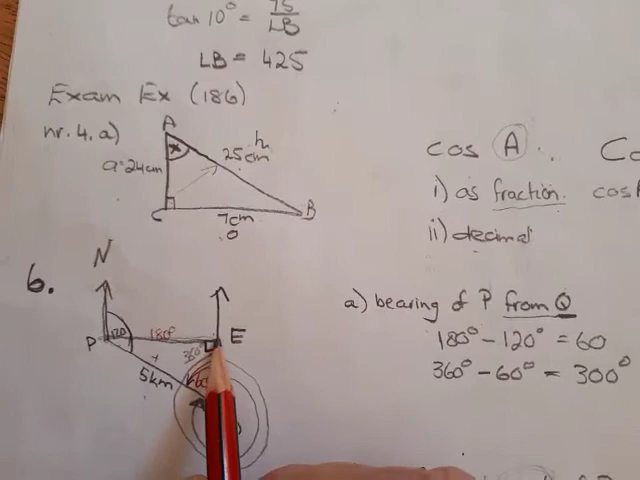 tan 10° = 75/LB
LB = 425
Exam Ex (186)
nr. 4. a)
A
x
a=24cm
h
25cm
C
7cm
B
o
cos A
i) as fraction
ii) decimal
6.
N
P
120
180°
E
360°
60
5km
a) bearing of P from Q
180° - 120° = 60
360° - 60° = 300°